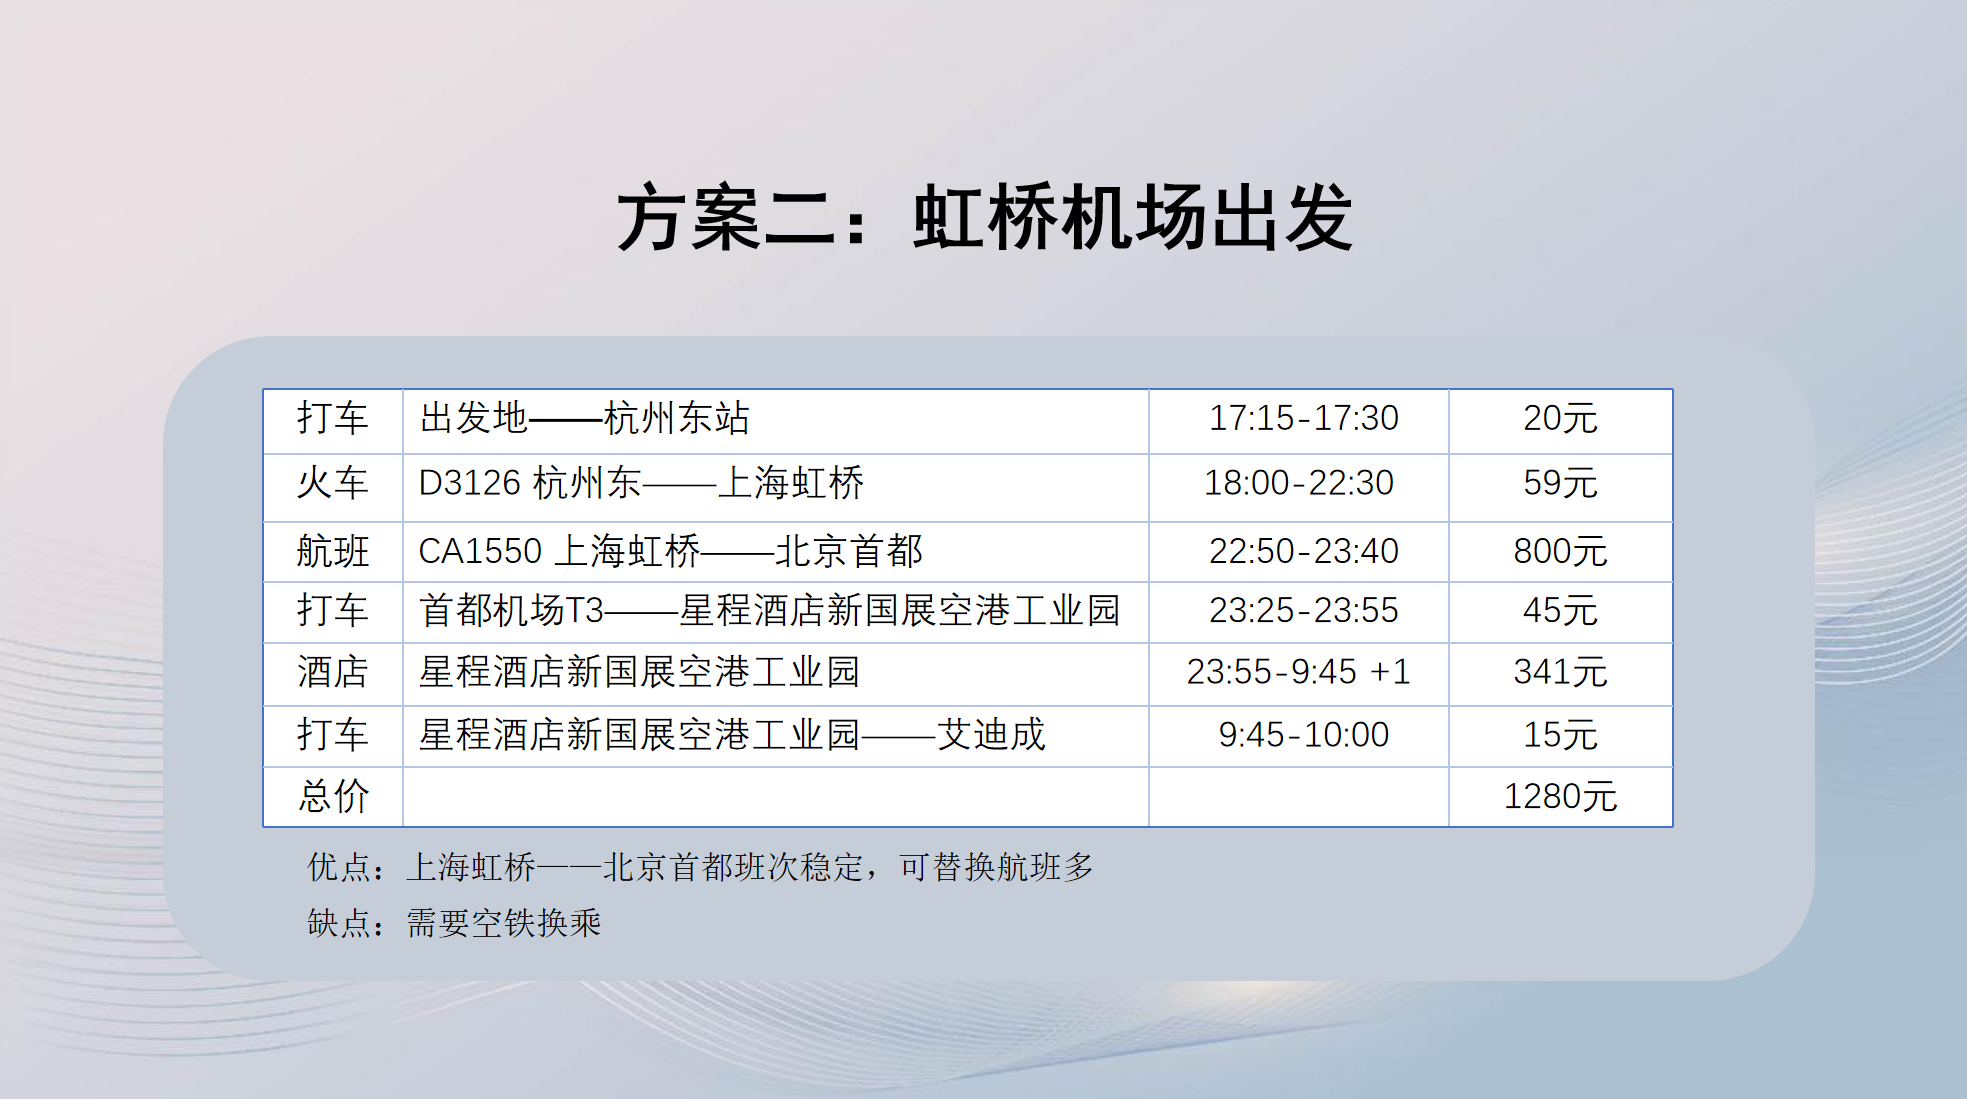 方案二：虹桥机场出发
打车 出发地——杭州东站 17:15-17:30 20元
火车 D3126 杭州东——上海虹桥 18:00-22:30 59元
航班 CA1550 上海虹桥——北京首都 22:50-23:40 800元
打车 首都机场T3——星程酒店新国展空港工业园 23:25-23:55 45元
酒店 星程酒店新国展空港工业园 23:55-9:45 +1 341元
打车 星程酒店新国展空港工业园——艾迪成 9:45-10:00 15元
总价 1280元
优点：上海虹桥——北京首都班次稳定，可替换航班多
缺点：需要空铁换乘